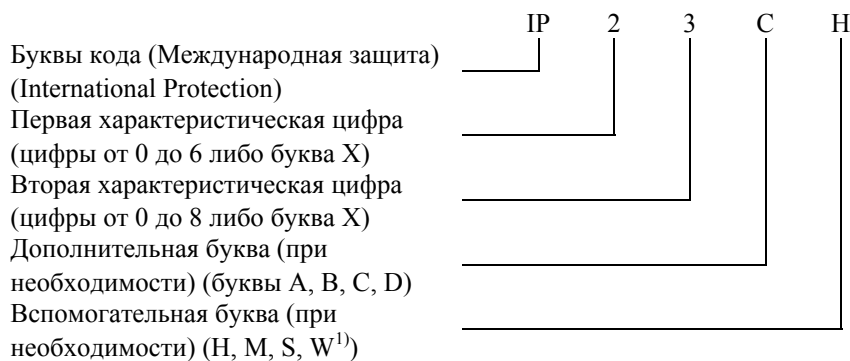 IP 2 3 C H
Буквы кода (Международная защита)
(International Protection)
Первая характеристическая цифра
(цифры от 0 до 6 либо буква X)
Вторая характеристическая цифра
(цифры от 0 до 8 либо буква X)
Дополнительная буква (при
необходимости) (буквы A, B, C, D)
Вспомогательная буква (при
необходимости) (H, M, S, W¹⁾)